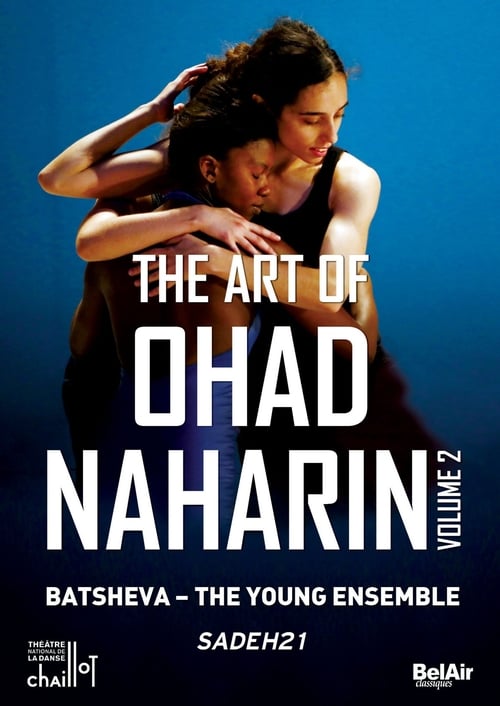 THE ART OF
OHAD
NAHARIN
VOLUME 2
BATSHEVA – THE YOUNG ENSEMBLE
SADEH21
THÉÂTRE
NATIONAL DE
LA DANSE
chaillot
BelAir
classiques